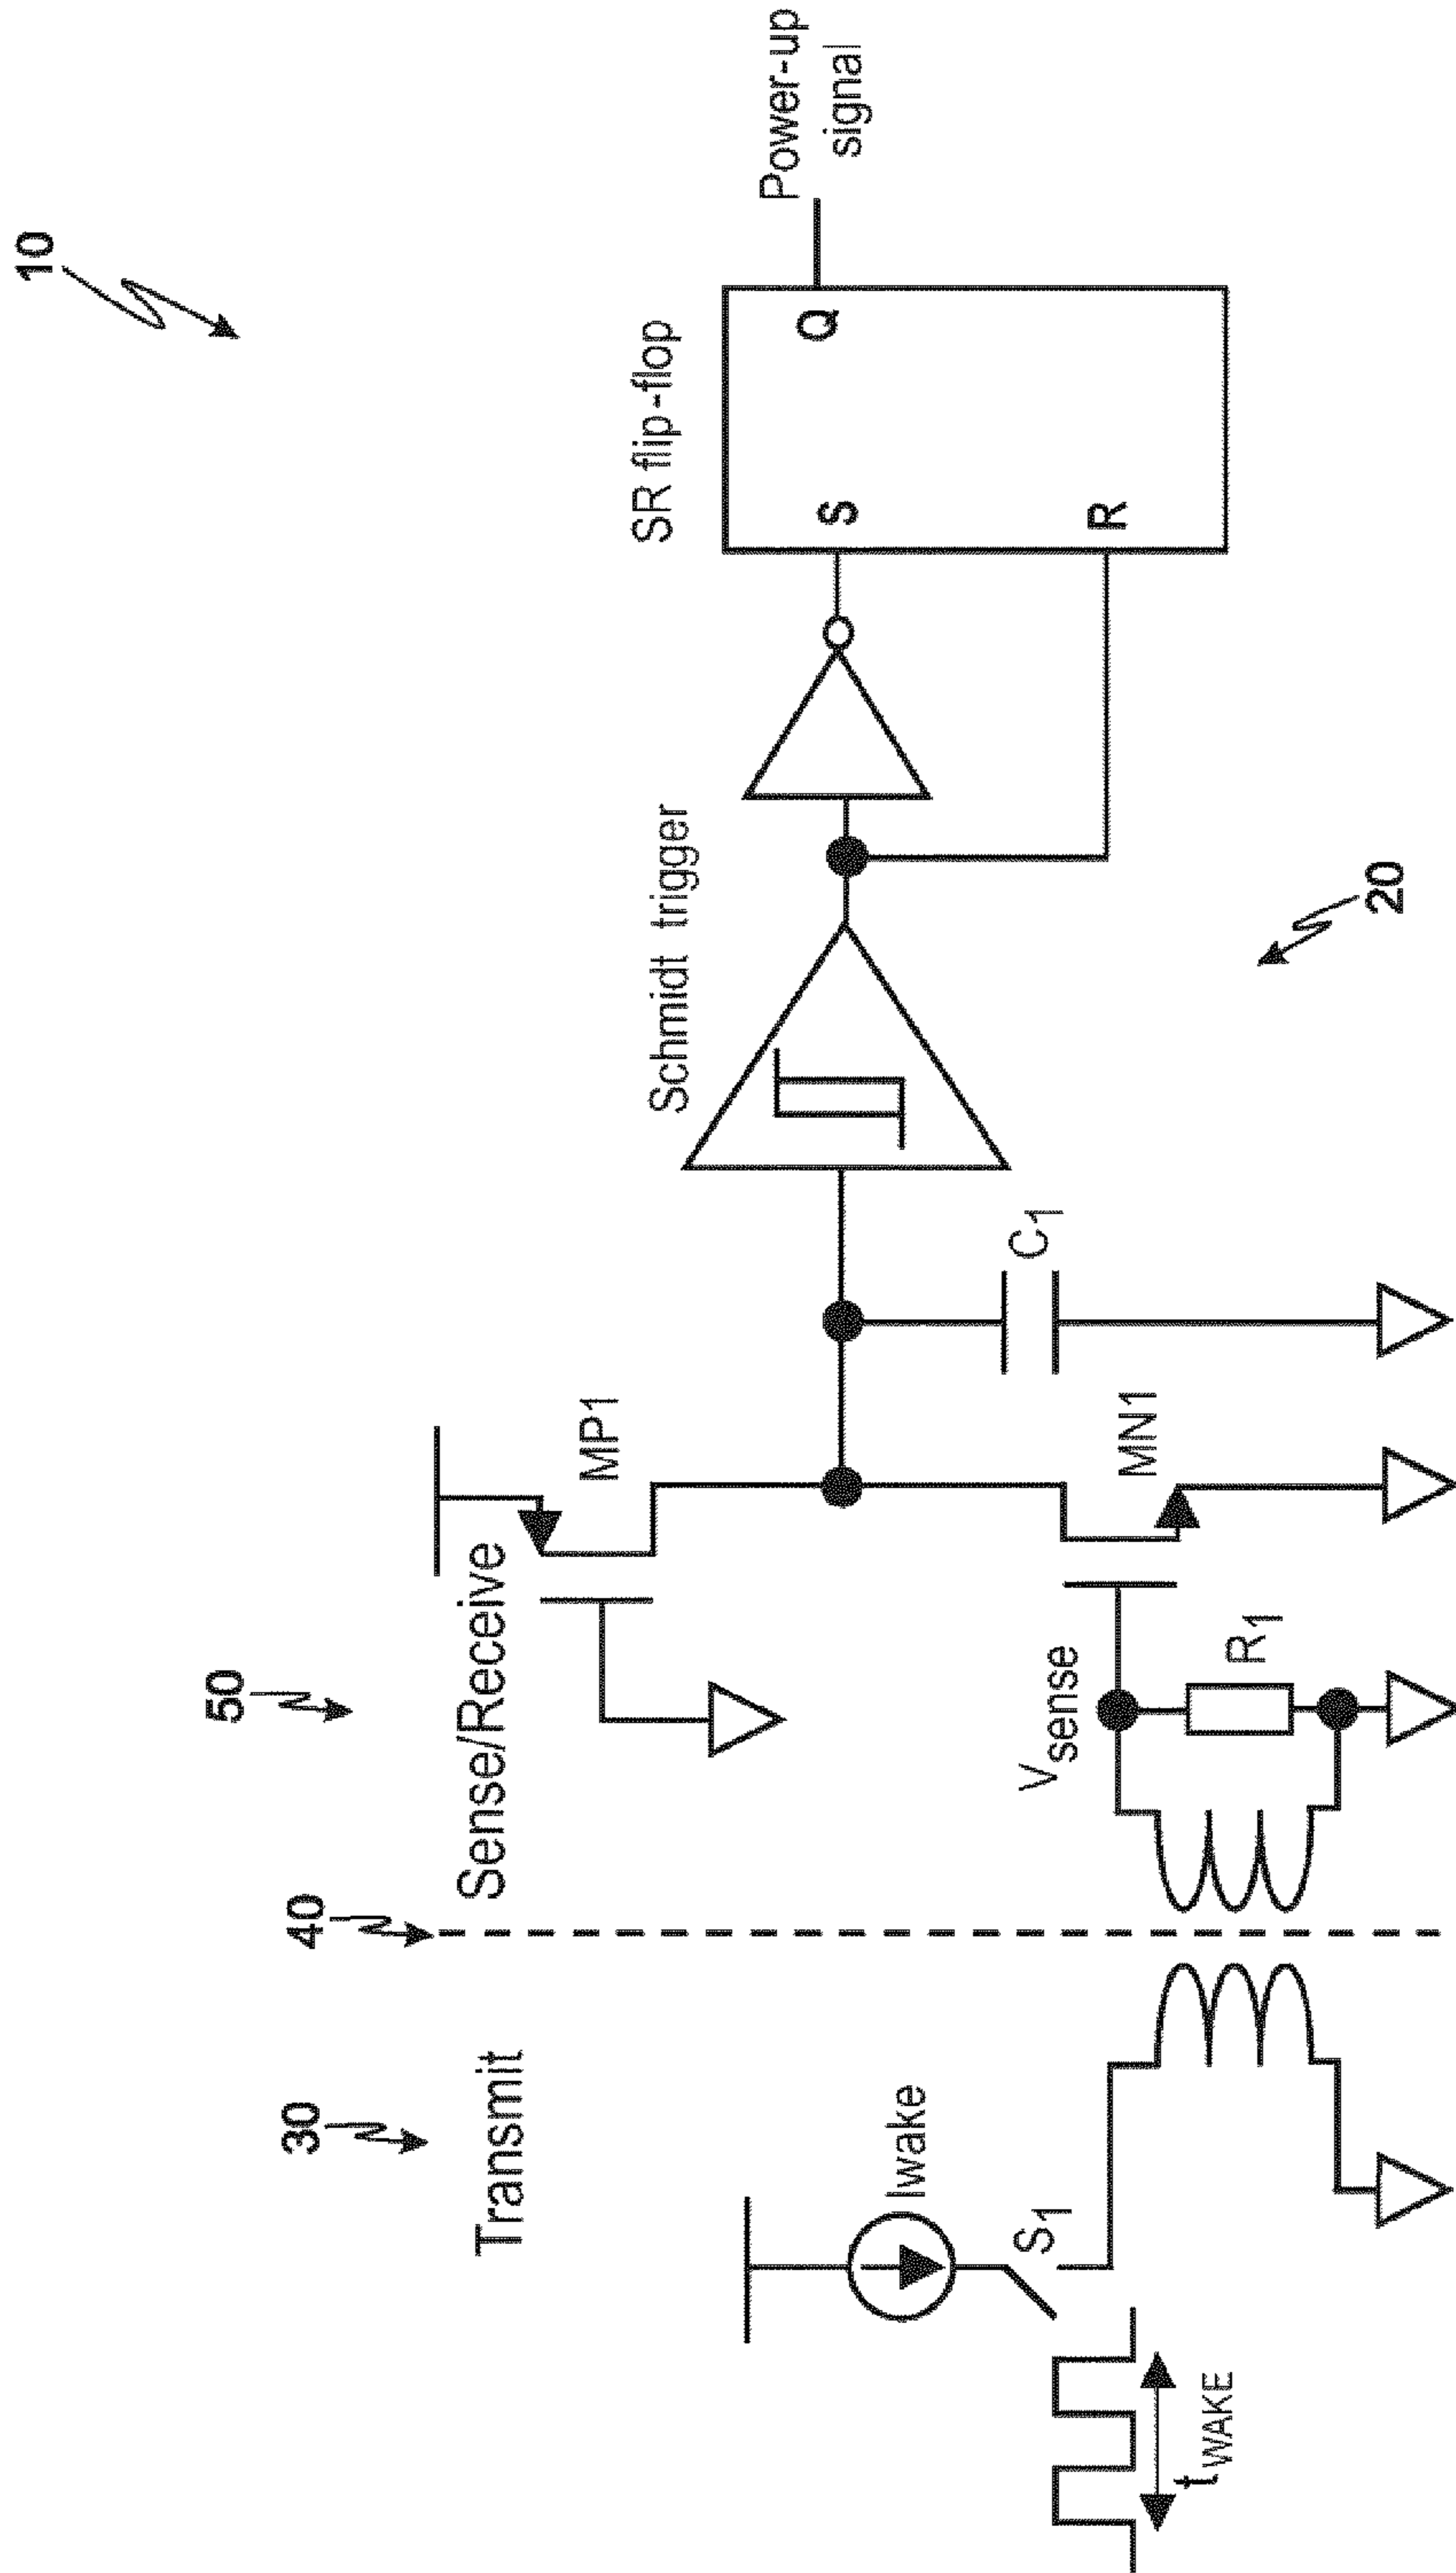 10
50
40
30
Transmit
Sense/Receive
MP1
Schmidt trigger
SR flip-flop
Power-up
signal
Q
S
R
Iwake
S1
tWAKE
Vsense
R1
MN1
C1
20